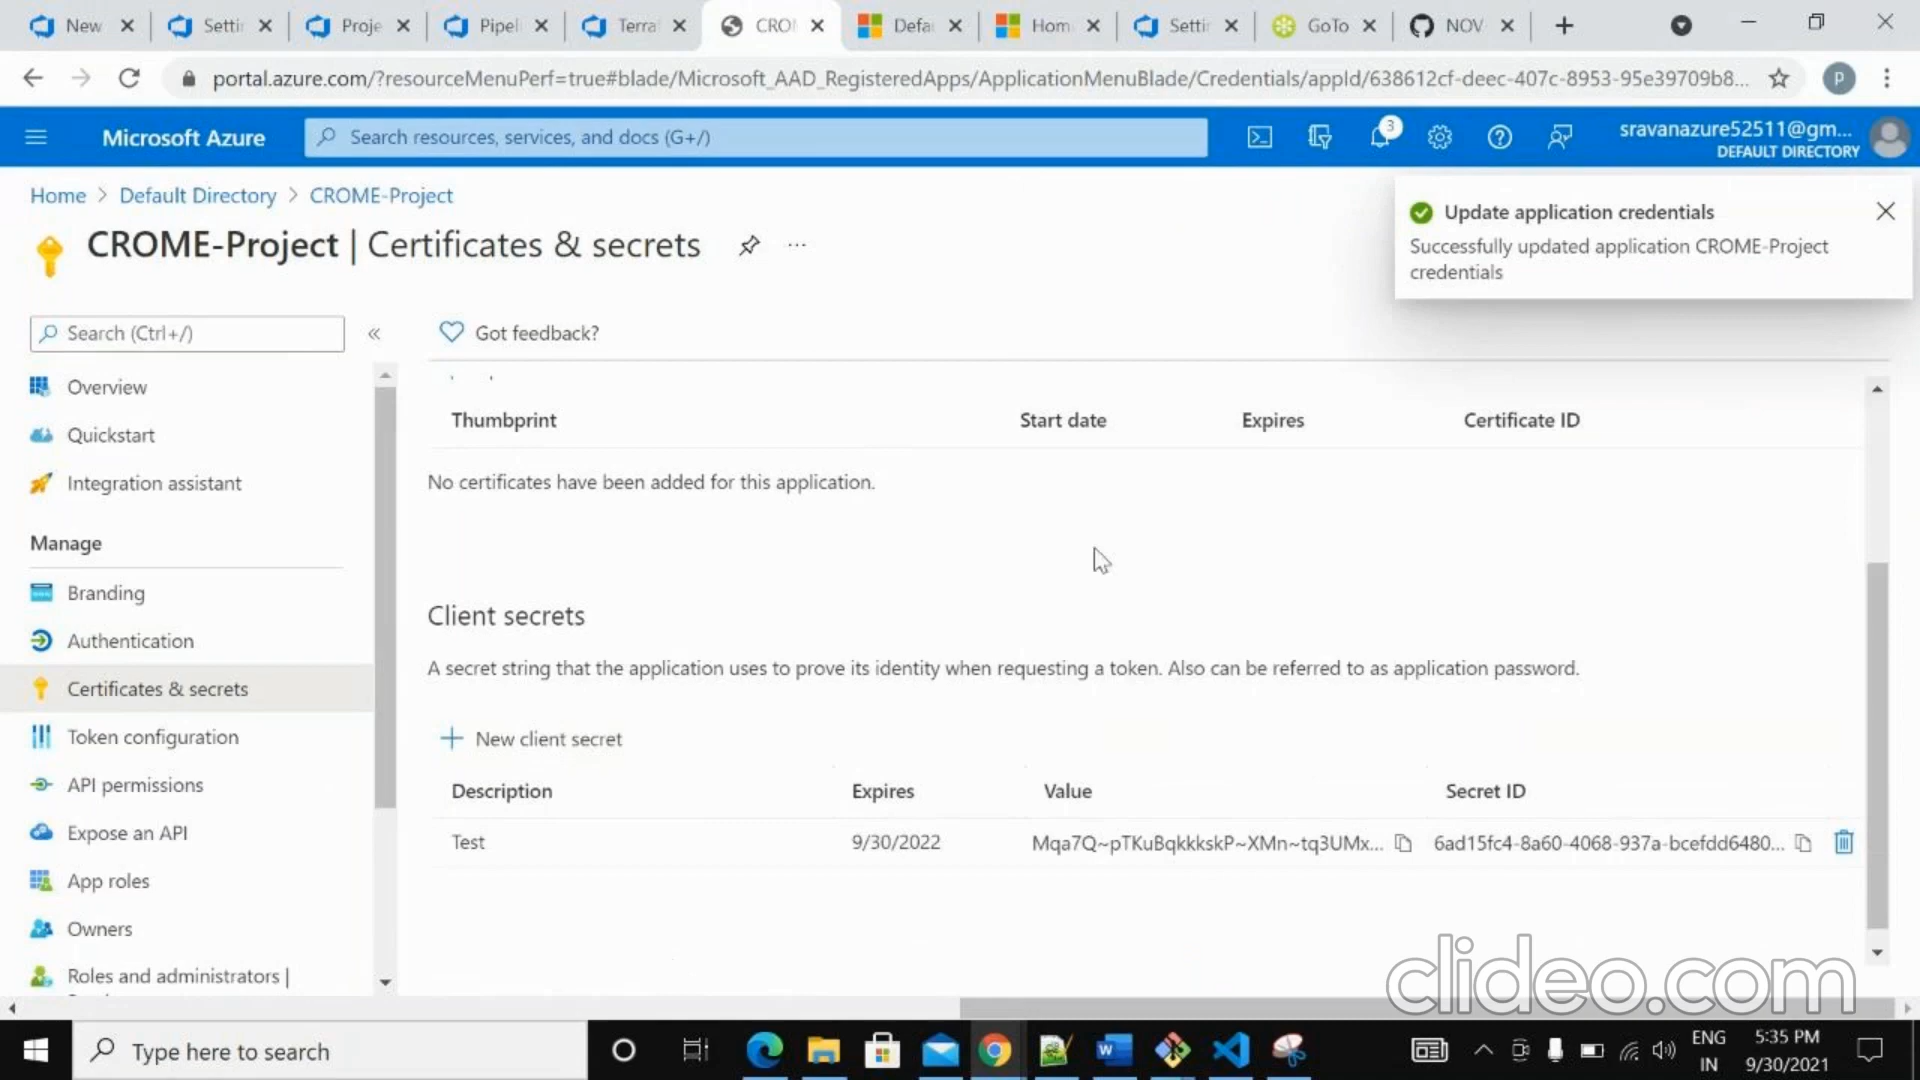 New
Settin
Proje
Pipeli
Terraf
CRO
Defau
Hom
Settin
GoTo
NOV
portal.azure.com/?resourceMenuPerf=true#blade/Microsoft_AAD_RegisteredApps/ApplicationMenuBlade/Credentials/appId/638612cf-deec-407c-8953-95e39709b8...
P
Microsoft Azure
Search resources, services, and docs (G+/)
3
sravanazure52511@gm...
DEFAULT DIRECTORY
Home > Default Directory > CROME-Project
CROME-Project | Certificates & secrets
...
Update application credentials
Successfully updated application CROME-Project
credentials
Search (Ctrl+/)
«
Got feedback?
Overview
Quickstart
Integration assistant
Manage
Branding
Authentication
Certificates & secrets
Token configuration
API permissions
Expose an API
App roles
Owners
Roles and administrators |
Thumbprint Start date Expires Certificate ID
No certificates have been added for this application.
Client secrets
A secret string that the application uses to prove its identity when requesting a token. Also can be referred to as application password.
New client secret
Description Expires Value Secret ID
Test 9/30/2022 Mqa7Q~pTKuBqkkkskP~XMn~tq3UMx... 6ad15fc4-8a60-4068-937a-bcefdd6480...
clideo.com
Type here to search
ENG
IN
5:35 PM
9/30/2021